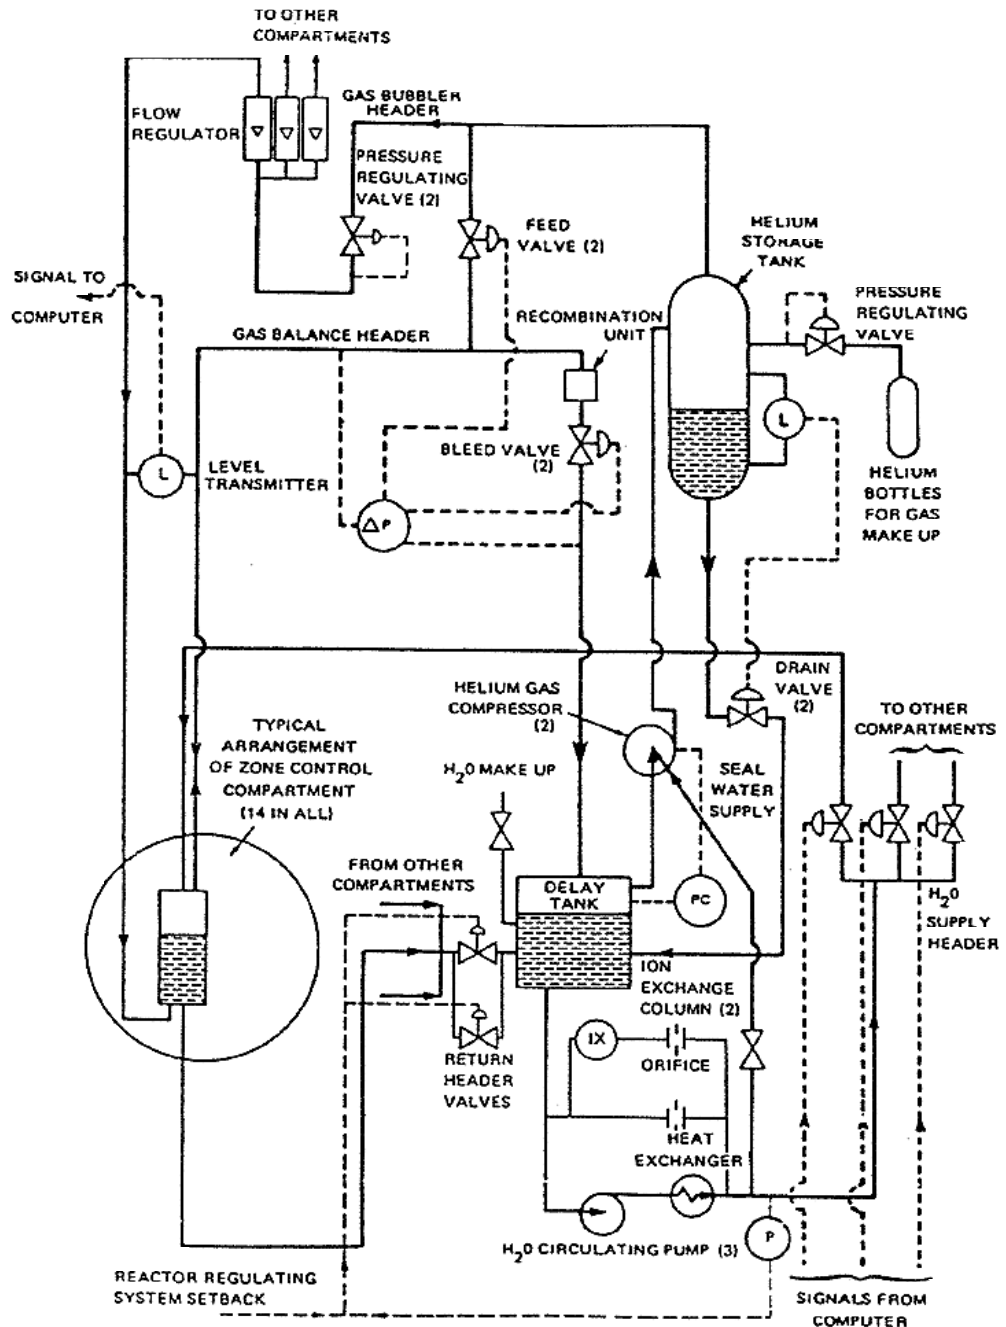 TO OTHER
COMPARTMENTS
FLOW
REGULATOR
GAS BUBBLER
HEADER
PRESSURE
REGULATING
VALVE (2)
FEED
VALVE (2)
HELIUM
STORAGE
TANK
SIGNAL TO
COMPUTER
GAS BALANCE HEADER
RECOMBINATION
UNIT
PRESSURE
REGULATING
VALVE
L
LEVEL
TRANSMITTER
BLEED VALVE
(2)
L
HELIUM
BOTTLES
FOR GAS
MAKE UP
△P
TYPICAL
ARRANGEMENT
OF ZONE CONTROL
COMPARTMENT
(14 IN ALL)
HELIUM GAS
COMPRESSOR
(2)
DRAIN
VALVE
(2)
TO OTHER
COMPARTMENTS
H₂O MAKE UP
SEAL
WATER
SUPPLY
FROM OTHER
COMPARTMENTS
DELAY
TANK
PC
H₂O
SUPPLY
HEADER
ION
EXCHANGE
COLUMN (2)
IX
ORIFICE
RETURN
HEADER
VALVES
HEAT
EXCHANGER
H₂O CIRCULATING PUMP (3)
P
REACTOR REGULATING
SYSTEM SETBACK
SIGNALS FROM
COMPUTER